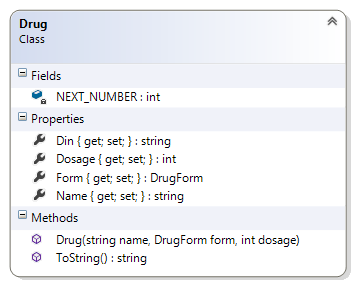 Drug
Class
Fields
NEXT_NUMBER : int
Properties
Din { get; set; } : string
Dosage { get; set; } : int
Form { get; set; } : DrugForm
Name { get; set; } : string
Methods
Drug(string name, DrugForm form, int dosage)
ToString() : string